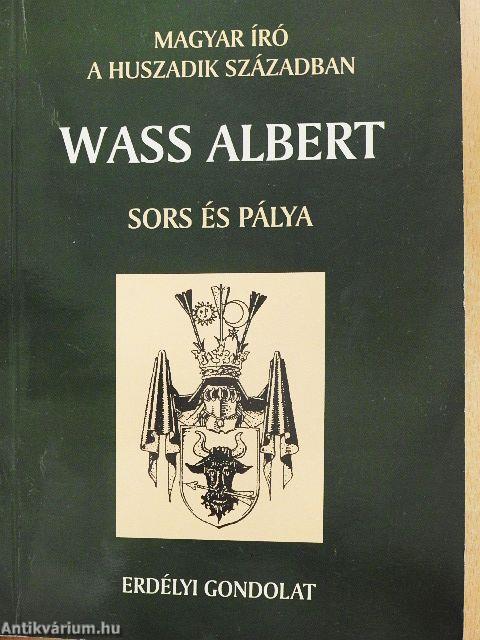 MAGYAR ÍRÓ
A HUSZADIK SZÁZADBAN
WASS ALBERT
SORS ÉS PÁLYA
ERDÉLYI GONDOLAT
Antikvárium.hu